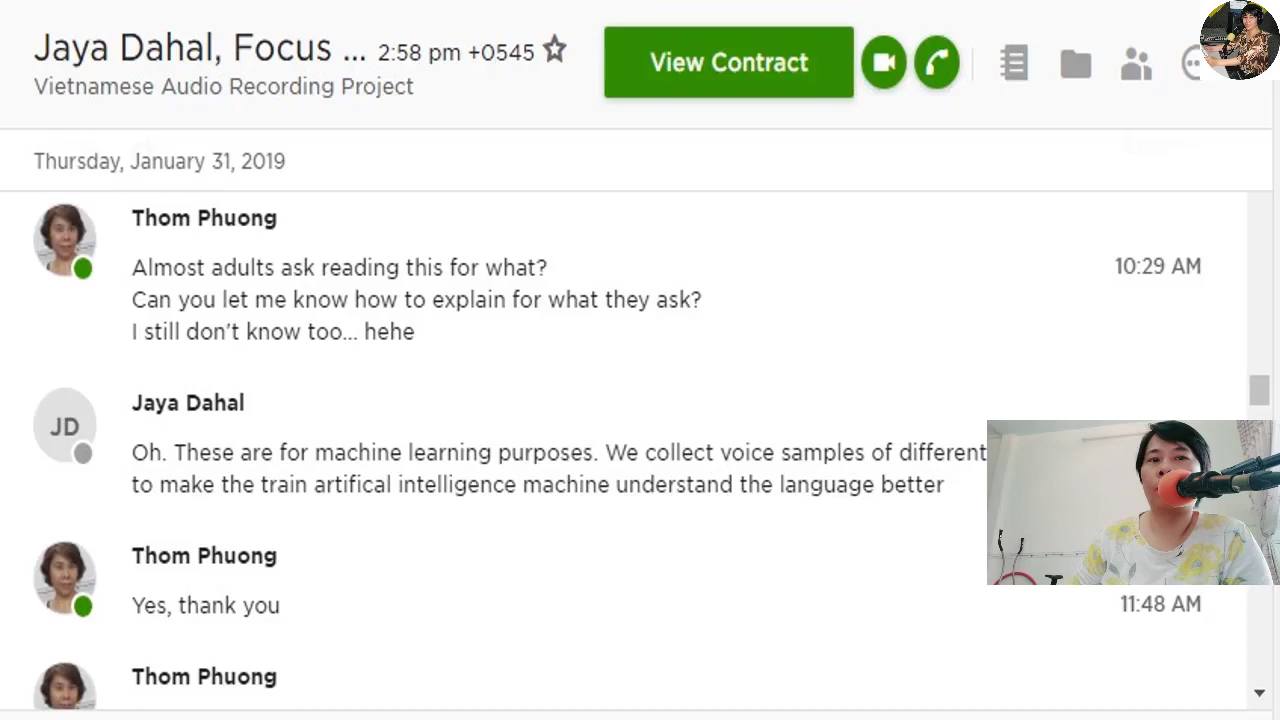 Jaya Dahal, Focus ... 2:58 pm +0545
View Contract
Vietnamese Audio Recording Project
Thursday, January 31, 2019
Thom Phuong
Almost adults ask reading this for what? 10:29 AM
Can you let me know how to explain for what they ask?
I still don't know too... hehe
JD
Jaya Dahal
Oh. These are for machine learning purposes. We collect voice samples of different
to make the train artifical intelligence machine understand the language better
Thom Phuong
Yes, thank you 11:48 AM
Thom Phuong